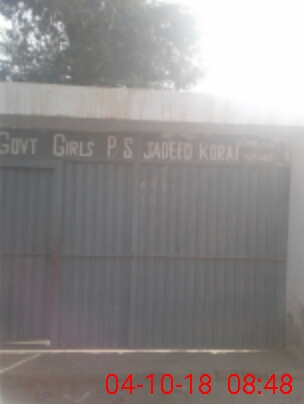 GOVT GIRLS P S JADEED KORAI
04-10-18 08:48